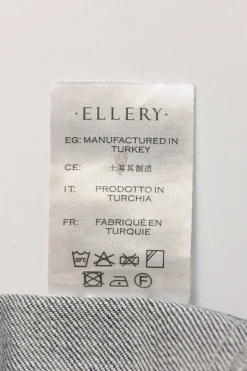 · ELLERY ·
EG: MANUFACTURED IN
TURKEY
CE: 土耳其制造
IT: PRODOTTO IN
TURCHIA
FR: FABRIQUÉ EN
TURQUIE
30°C
F